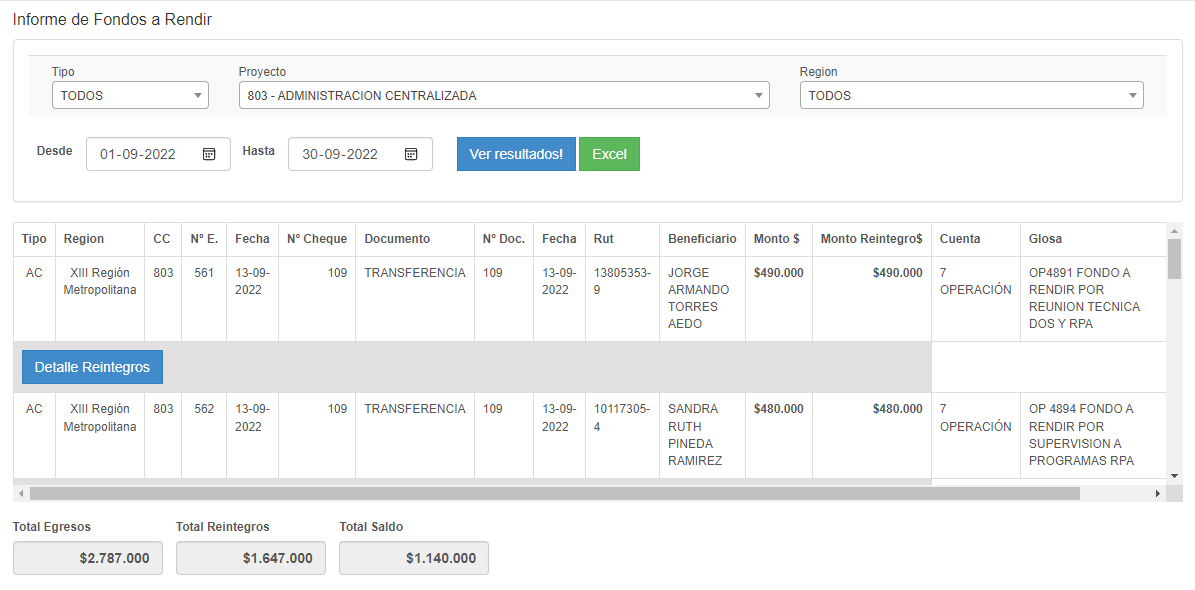 Informe de Fondos a Rendir
Tipo Proyecto Region
TODOS 803 - ADMINISTRACION CENTRALIZADA TODOS
Desde 01-09-2022 Hasta 30-09-2022 Ver resultados! Excel
Tipo Region CC Nº E. Fecha Nº Cheque Documento Nº Doc. Fecha Rut Beneficiario Monto $ Monto Reintegro$ Cuenta Glosa
AC XIII Región 803 561 13-09- 109 TRANSFERENCIA 109 13-09- 13805353- JORGE $490.000 $490.000 7 OP4891 FONDO A
Metropolitana 2022 2022 9 ARMANDO OPERACIÓN RENDIR POR
TORRES REUNION TECNICA
AEDO DOS Y RPA
Detalle Reintegros
AC XIII Región 803 562 13-09- 109 TRANSFERENCIA 109 13-09- 10117305- SANDRA $480.000 $480.000 7 OP 4894 FONDO A
Metropolitana 2022 2022 4 RUTH OPERACIÓN RENDIR POR
PINEDA SUPERVISION A
RAMIREZ PROGRAMAS RPA
Total Egresos Total Reintegros Total Saldo
$2.787.000 $1.647.000 $1.140.000